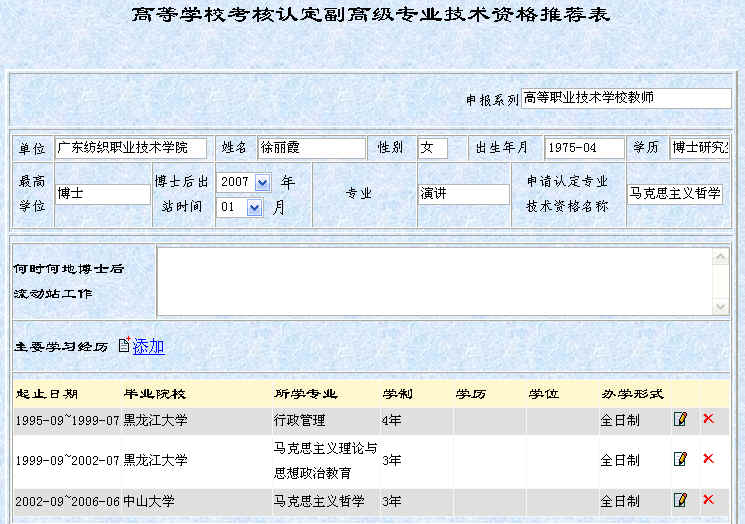 高等学校考核认定副高级专业技术资格推荐表
申报系列 高等职业技术学校教师
单位 广东纺织职业技术学院 姓名 徐丽霞 性别 女 出生年月 1975-04 学历 博士研究
最高 博士后出 2007 年 申请认定专业
学位 博士 站时间 01 月 专业 演讲 技术资格名称 马克思主义哲学
何时何地博士后
流动站工作
主要学习经历 添加
起止日期 毕业院校 所学专业 学制 学历 学位 办学形式
1995-09~1999-07 黑龙江大学 行政管理 4年 全日制
1999-09~2002-07 黑龙江大学 马克思主义理论与
思想政治教育 3年 全日制
2002-09~2006-06 中山大学 马克思主义哲学 3年 全日制